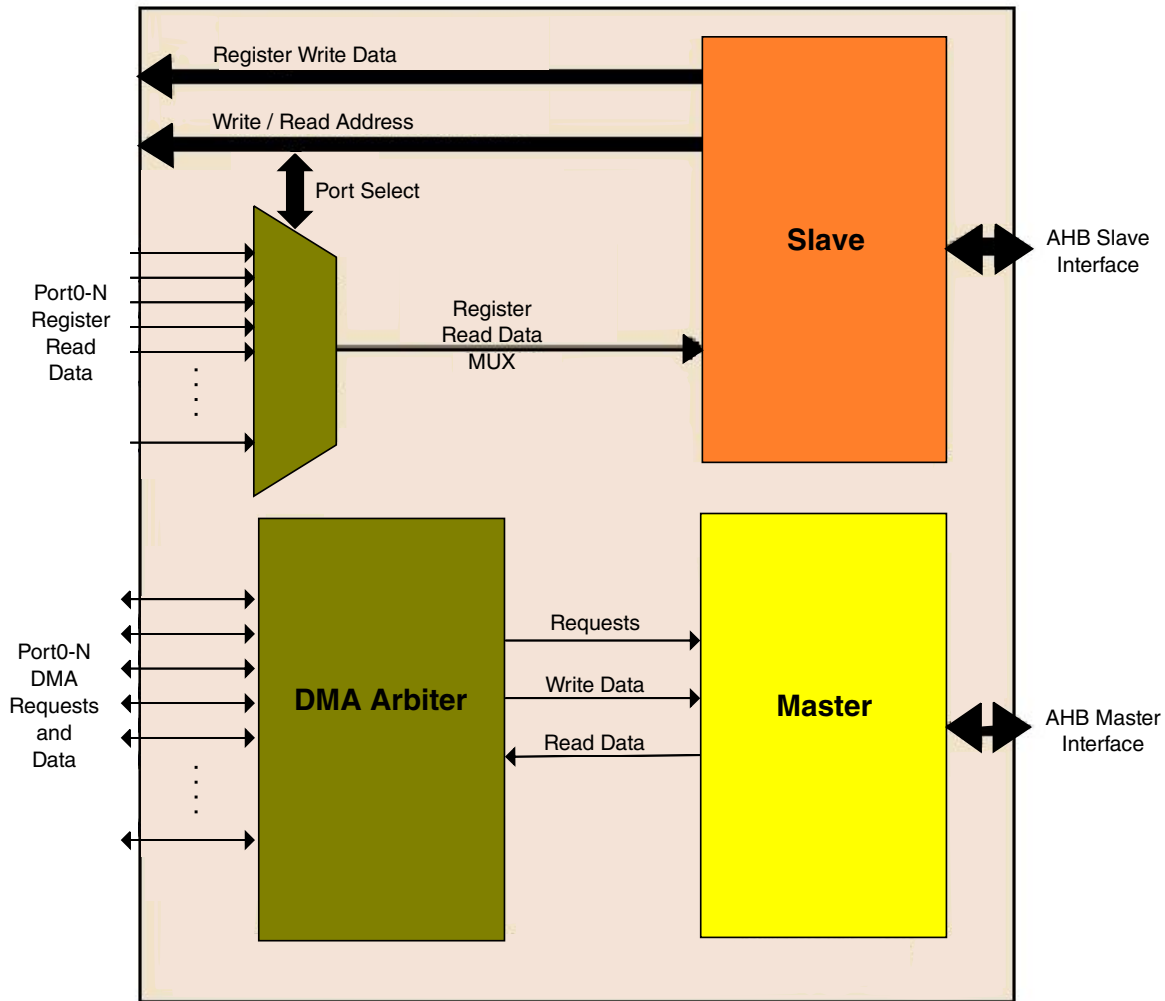 Register Write Data
Write / Read Address
Port Select
Slave
AHB Slave
Interface
Port0-N
Register
Read
Data
Register
Read Data
MUX
Port0-N
DMA
Requests
and
Data
DMA Arbiter
Requests
Write Data
Read Data
Master
AHB Master
Interface